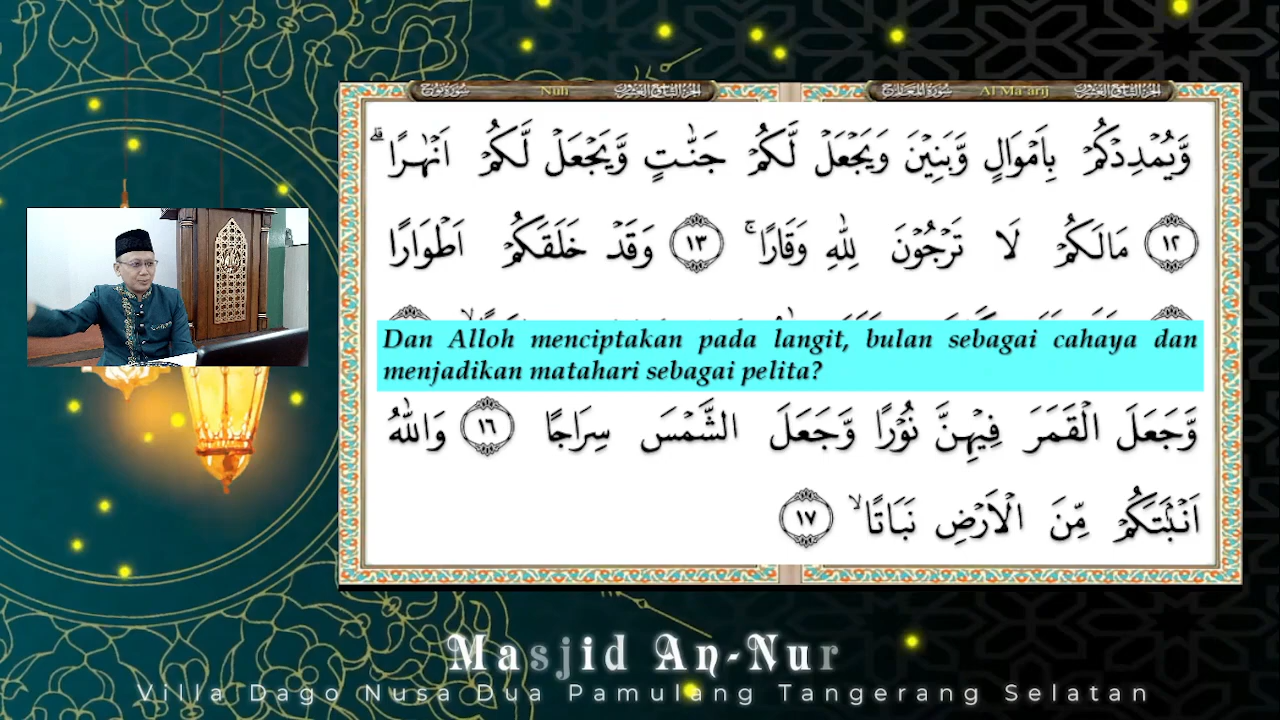 Nuh
Al Ma'arij
وَّيُمْدِدْكُمْ بِاَمْوَالٍ وَّبَنِيْنَ وَيَجْعَلْ لَّكُمْ جَنّٰتٍ وَّيَجْعَلْ لَّكُمْ اَنْهٰرًاۗ
١٢ مَالَكُمْ لَا تَرْجُوْنَ لِلّٰهِ وَقَارًاۚ ١٣ وَقَدْ خَلَقَكُمْ اَطْوَارًا
Dan Alloh menciptakan pada langit, bulan sebagai cahaya dan
menjadikan matahari sebagai pelita?
وَّجَعَلَ الْقَمَرَ فِيْهِنَّ نُوْرًا وَّجَعَلَ الشَّمْسَ سِرَاجًا ١٦ وَاللّٰهُ
اَنْۢبَتَكُمْ مِّنَ الْاَرْضِ نَبَاتًاۙ ١٧
Masjid An-Nur
Villa Dago Nusa Dua Pamulang Tangerang Selatan